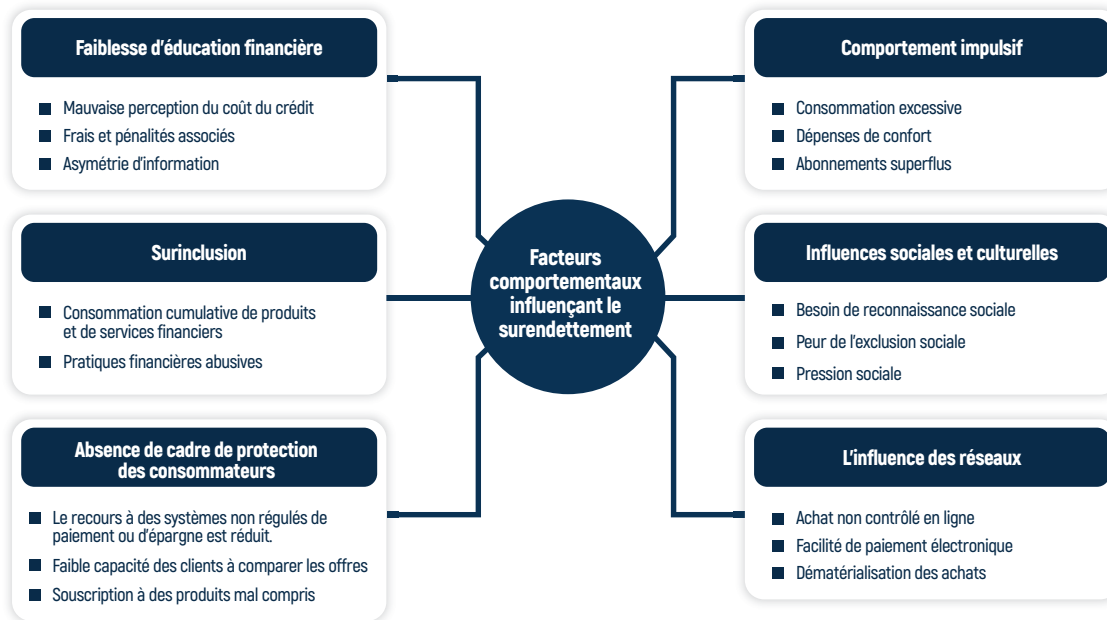 Faiblesse d'éducation financière
Mauvaise perception du coût du crédit
Frais et pénalités associés
Asymétrie d'information
Surinclusion
Consommation cumulative de produits
et de services financiers
Pratiques financières abusives
Absence de cadre de protection
des consommateurs
Le recours à des systèmes non régulés de
paiement ou d'épargne est réduit.
Faible capacité des clients à comparer les offres
Souscription à des produits mal compris
Facteurs
comportementaux
influençant le
surendettement
Comportement impulsif
Consommation excessive
Dépenses de confort
Abonnements superflus
Influences sociales et culturelles
Besoin de reconnaissance sociale
Peur de l'exclusion sociale
Pression sociale
L'influence des réseaux
Achat non contrôlé en ligne
Facilité de paiement électronique
Dématérialisation des achats